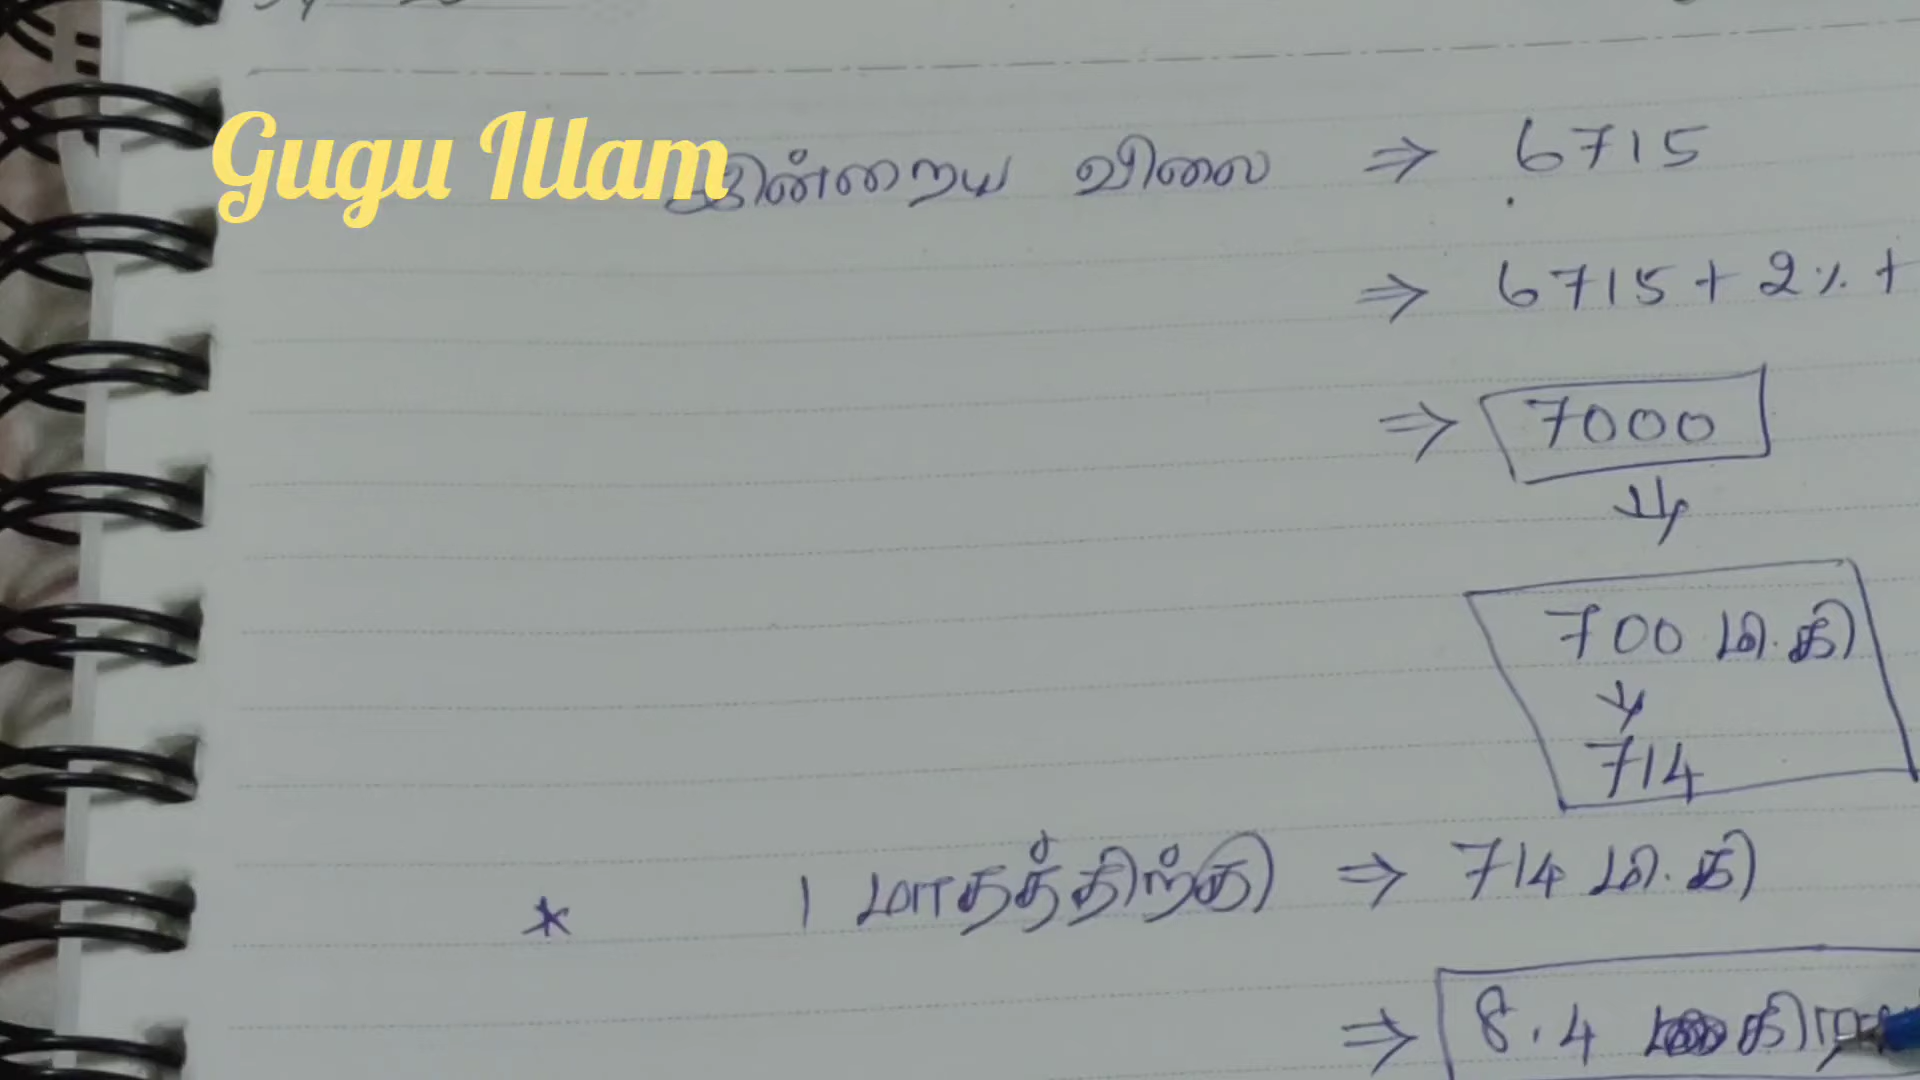 Gugu Illam
இன்றைய விலை ⇒ 6715
⇒ 6715 + 2% +
⇒ 7000
700 மி.கி
714
* 1 மாதத்திற்கு ⇒ 714 மி.கி
⇒ 8.4 கிரா